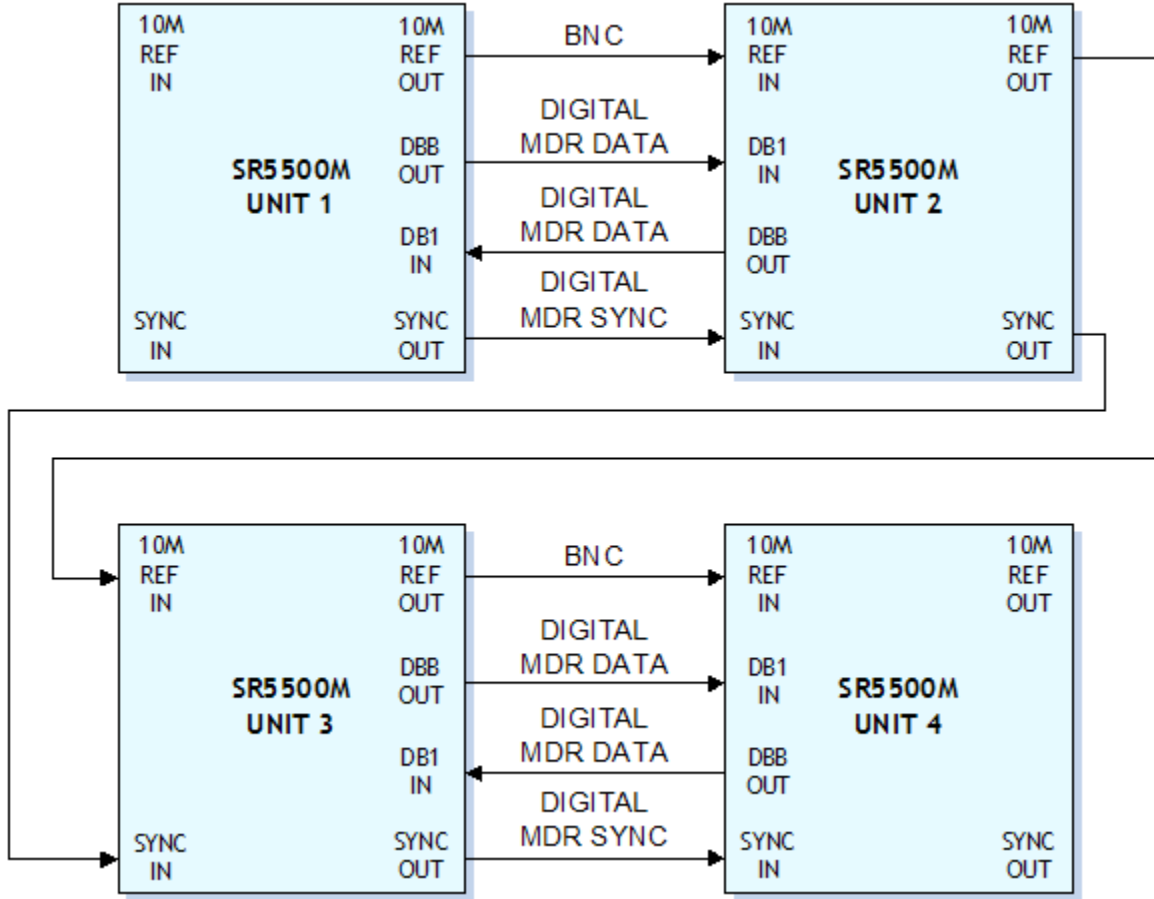 10M
REF
IN
10M
REF
OUT
BNC
10M
REF
IN
10M
REF
OUT
DIGITAL
MDR DATA
DBB
OUT
DB1
IN
SR5500M
UNIT 1
SR5500M
UNIT 2
DIGITAL
MDR DATA
DB1
IN
DBB
OUT
DIGITAL
MDR SYNC
SYNC
IN
SYNC
OUT
SYNC
IN
SYNC
OUT
10M
REF
IN
10M
REF
OUT
BNC
10M
REF
IN
10M
REF
OUT
DIGITAL
MDR DATA
DBB
OUT
DB1
IN
SR5500M
UNIT 3
SR5500M
UNIT 4
DIGITAL
MDR DATA
DB1
IN
DBB
OUT
DIGITAL
MDR SYNC
SYNC
IN
SYNC
OUT
SYNC
IN
SYNC
OUT